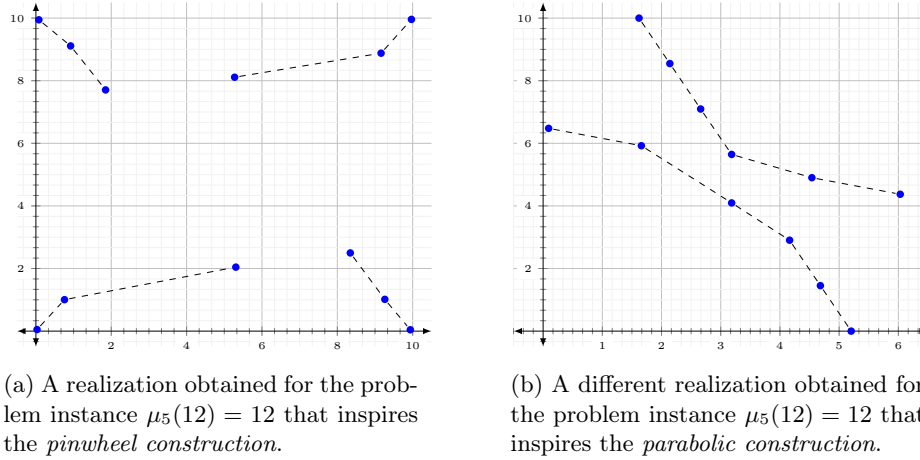 10
8
6
4
2
2 4 6 8 10
(a) A realization obtained for the prob-
lem instance μ₅(12) = 12 that inspires
the pinwheel construction.
10
8
6
4
2
1 2 3 4 5 6
(b) A different realization obtained for
the problem instance μ₅(12) = 12 that
inspires the parabolic construction.